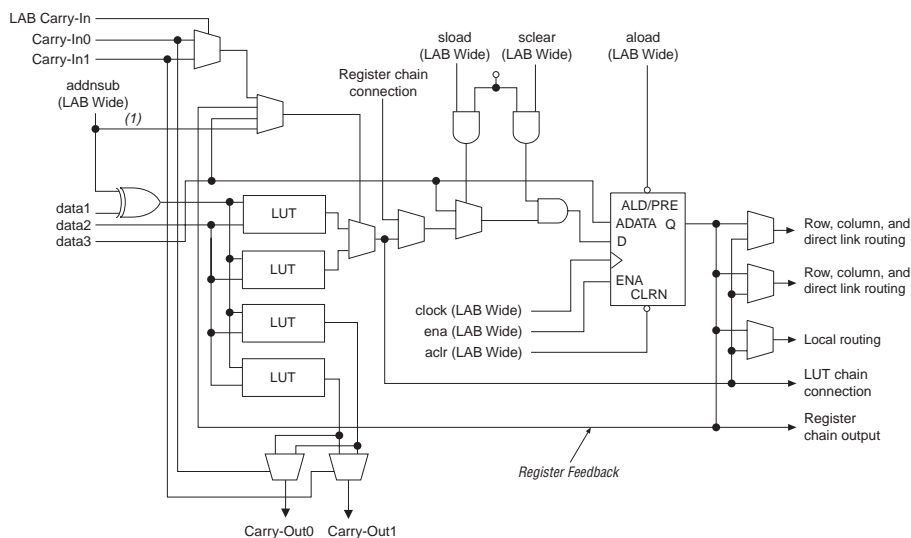 LAB Carry-In
Carry-In0
Carry-In1
addnsub
(LAB Wide)
(1)
data1
data2
data3
Register chain
connection
sload
(LAB Wide)
sclear
(LAB Wide)
aload
(LAB Wide)
LUT
LUT
LUT
LUT
ALD/PRE
ADATA Q
D
ENA
CLRN
clock (LAB Wide)
ena (LAB Wide)
aclr (LAB Wide)
Row, column, and
direct link routing
Row, column, and
direct link routing
Local routing
LUT chain
connection
Register
chain output
Register Feedback
Carry-Out0
Carry-Out1